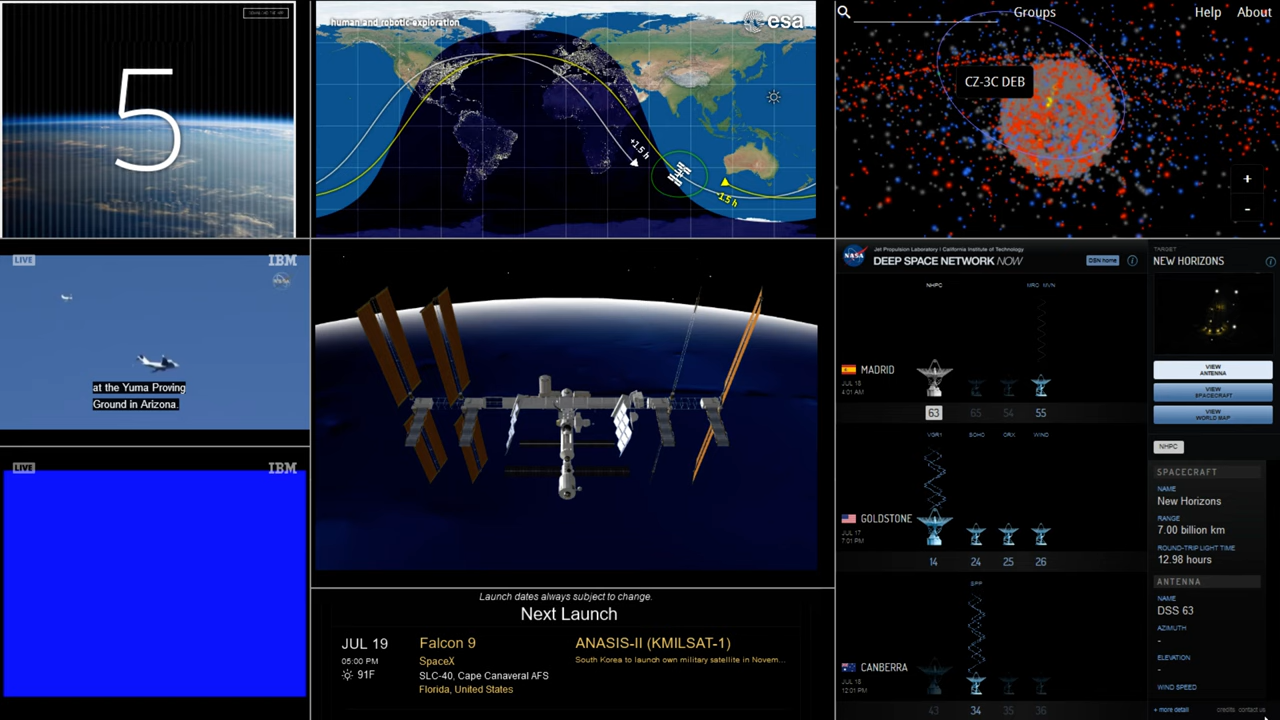 5
human and robotic exploration
esa
+1.5 h
-1.5 h
Groups
Help
About
CZ-3C DEB
+
-
LIVE
IBM
at the Yuma Proving
Ground in Arizona.
LIVE
IBM
Launch dates always subject to change.
Next Launch
JUL 19
05:00 PM
91F
Falcon 9
SpaceX
SLC-40, Cape Canaveral AFS
Florida, United States
ANASIS-II (KMILSAT-1)
South Korea to launch own military satellite in Novem...
NASA
Jet Propulsion Laboratory | California Institute of Technology
DEEP SPACE NETWORK NOW
DSN home
i
NHPC
MRO MVN
MADRID
JUL 18
4:01 AM
63 65 54 55
VGR1 SOHO CRX WIND
GOLDSTONE
JUL 17
7:01 PM
14 24 25 26
SPP
CANBERRA
JUL 18
12:01 PM
43 34 35 36
TARGET
NEW HORIZONS
i
VIEW
ANTENNA
VIEW
SPACECRAFT
VIEW
WORLD MAP
NHPC
SPACECRAFT
NAME
New Horizons
RANGE
7.00 billion km
ROUND-TRIP LIGHT TIME
12.98 hours
ANTENNA
NAME
DSS 63
AZIMUTH
-
ELEVATION
-
WIND SPEED
+ more detail
credits contact us